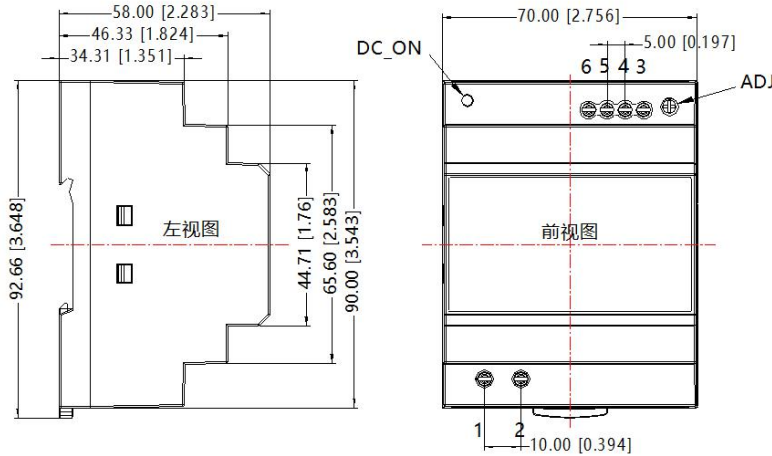 58.00 [2.283]
46.33 [1.824]
34.31 [1.351]
92.66 [3.648]
左视图
44.71 [1.76]
65.60 [2.583]
90.00 [3.543]
70.00 [2.756]
5.00 [0.197]
DC_ON
6 5 4 3
ADJ
前视图
1 2
10.00 [0.394]